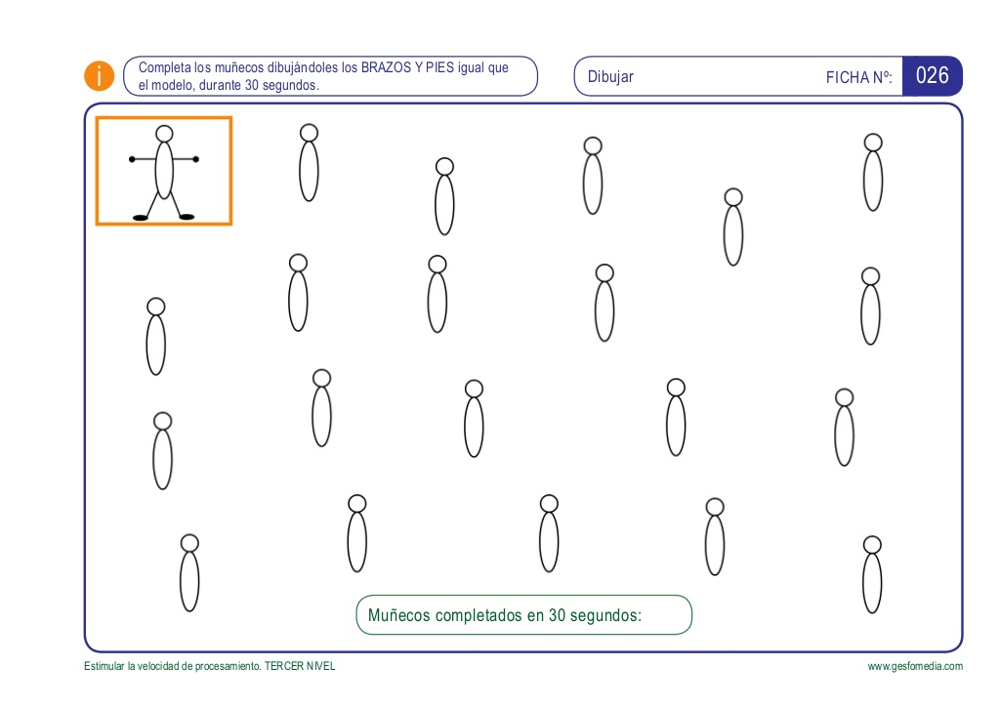 i
Completa los muñecos dibujándoles los BRAZOS Y PIES igual que
el modelo, durante 30 segundos.
Dibujar
FICHA Nº:
026
Muñecos completados en 30 segundos:
Estimular la velocidad de procesamiento. TERCER NIVEL
www.gesfomedia.com